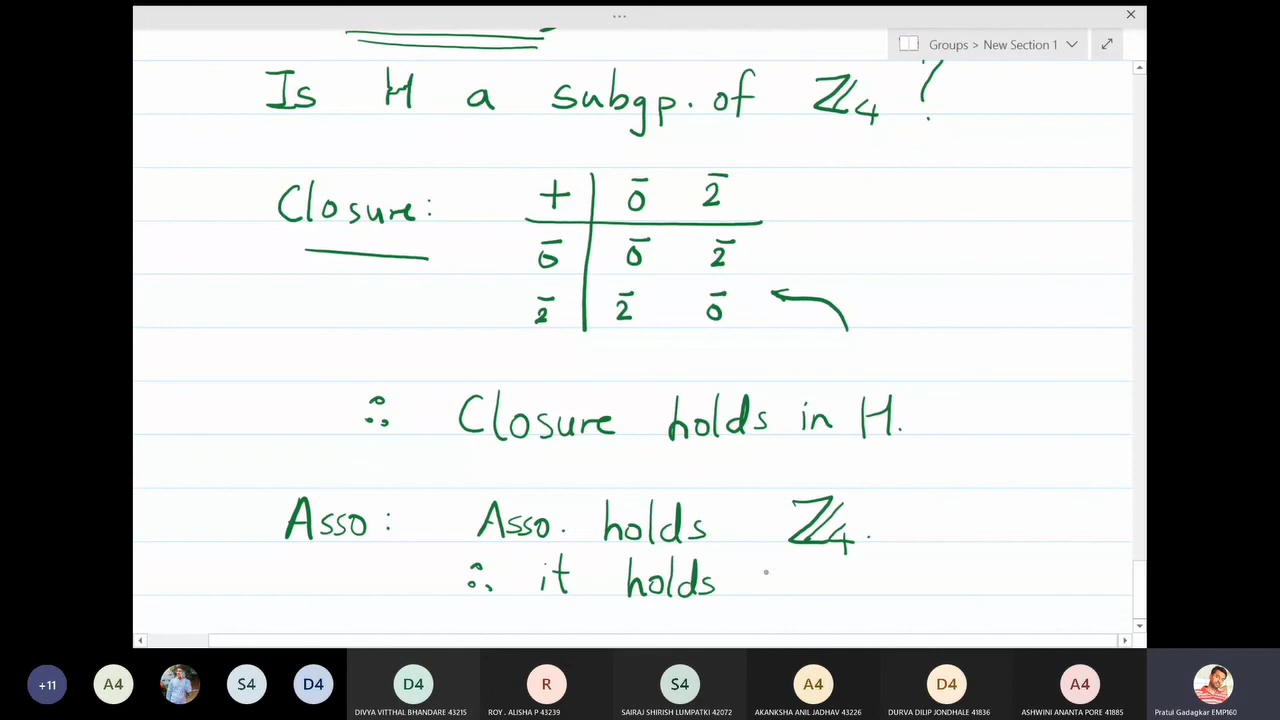 Groups > New Section 1
Is H a subgp. of ℤ₄ ?
Closure:
+ | 0̄ 2̄
0̄ | 0̄ 2̄
2̄ | 2̄ 0̄
∴ Closure holds in H.
Asso: Asso. holds ℤ₄.
∴ it holds
+11 A4 S4 D4 D4 R S4 A4 D4 A4
DIVYA VITTHAL BHANDARE 43215 ROY . ALISHA P 43239 SAIRAJ SHIRISH LUMPATKI 42072 AKANKSHA ANIL JADHAV 43226 DURVA DILIP JONDHALE 41836 ASHWINI ANANTA PORE 41885 Pratul Gadagkar EMP160